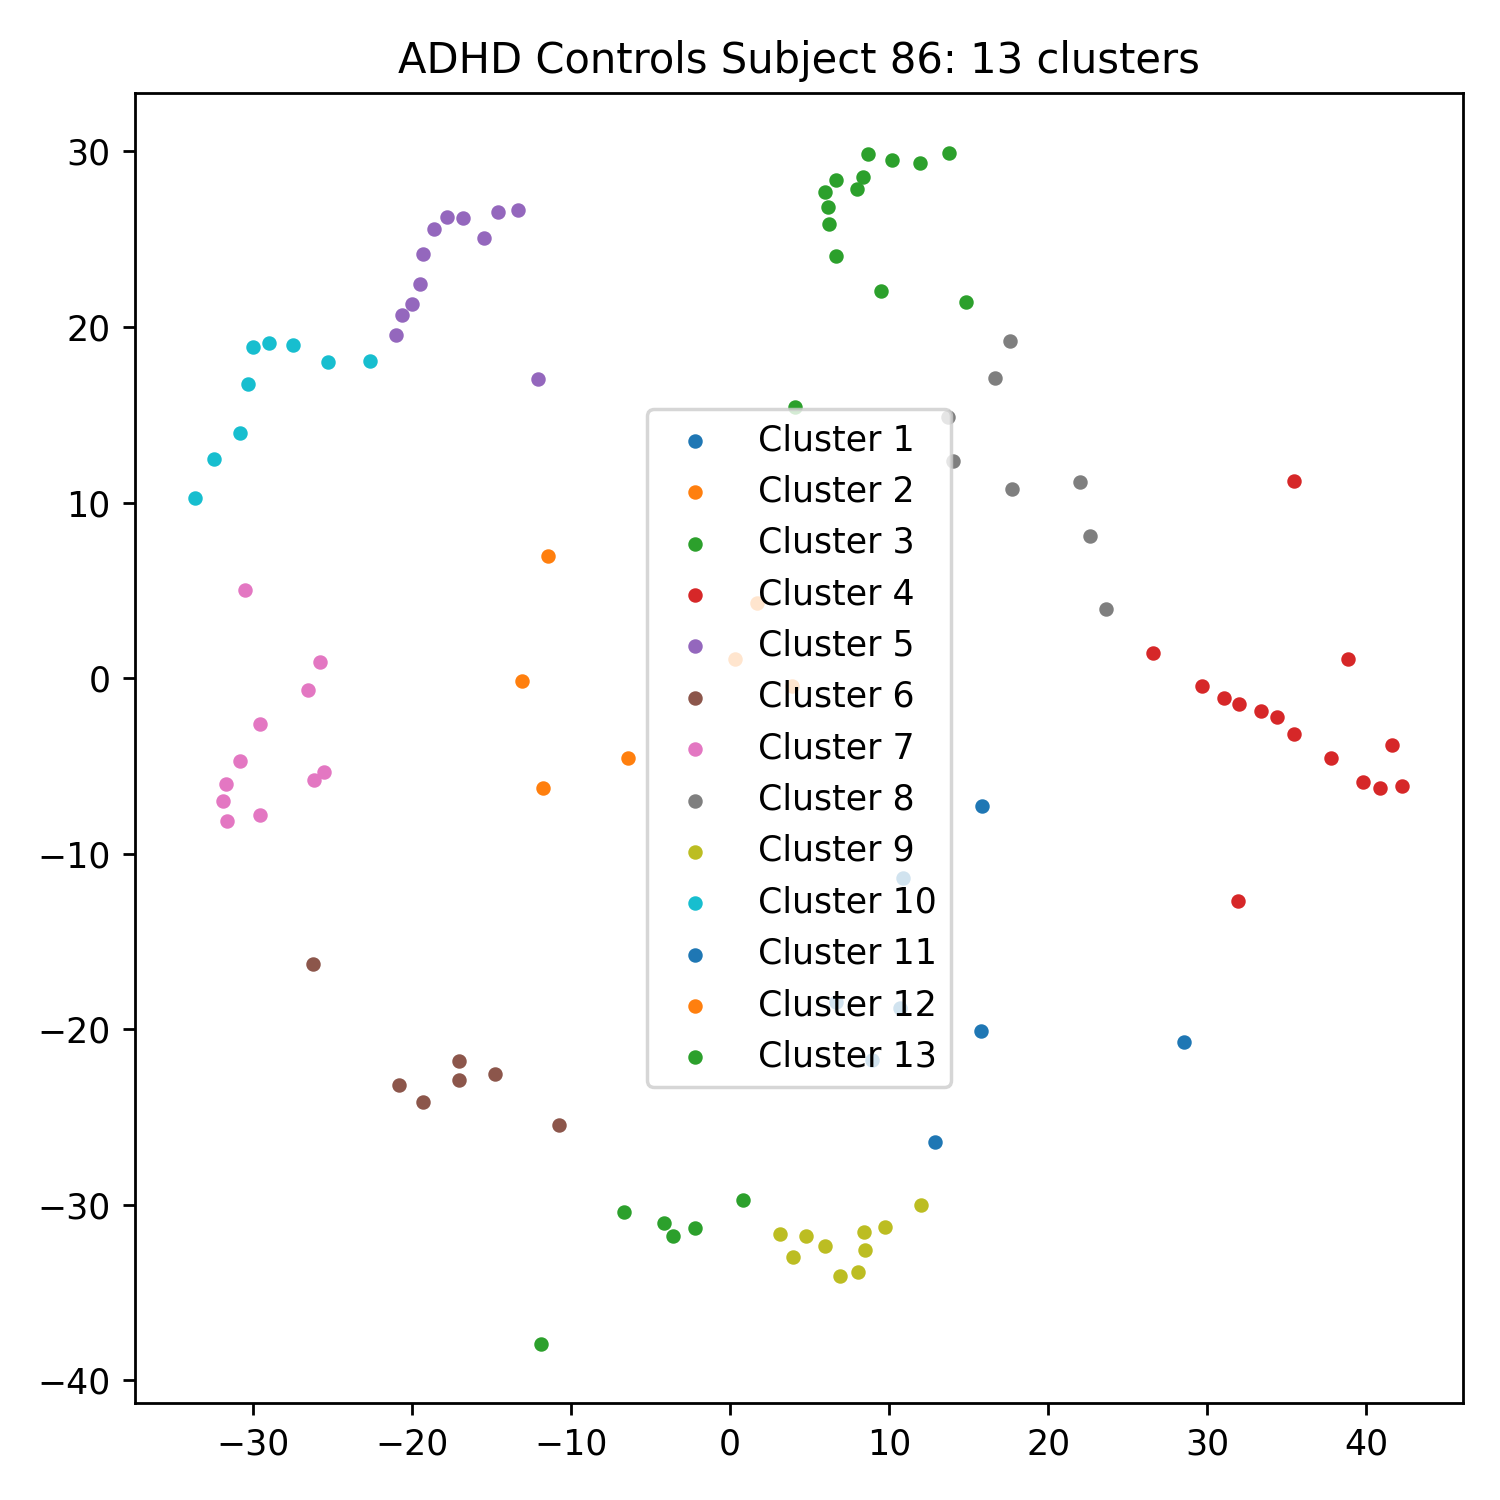 ADHD Controls Subject 86: 13 clusters
30
20
10
0
−10
−20
−30
−40
Cluster 1
Cluster 2
Cluster 3
Cluster 4
Cluster 5
Cluster 6
Cluster 7
Cluster 8
Cluster 9
Cluster 10
Cluster 11
Cluster 12
Cluster 13
−30 −20 −10 0 10 20 30 40